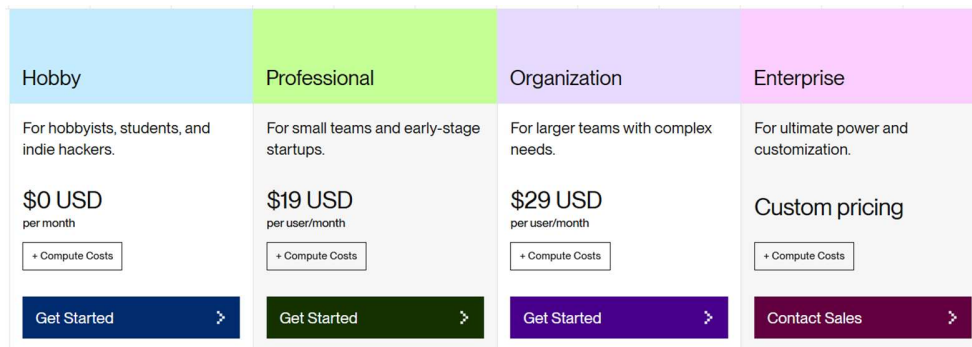 Hobby
For hobbyists, students, and
indie hackers.
$0 USD
per month
+ Compute Costs
Get Started
Professional
For small teams and early-stage
startups.
$19 USD
per user/month
+ Compute Costs
Get Started
Organization
For larger teams with complex
needs.
$29 USD
per user/month
+ Compute Costs
Get Started
Enterprise
For ultimate power and
customization.
Custom pricing
+ Compute Costs
Contact Sales